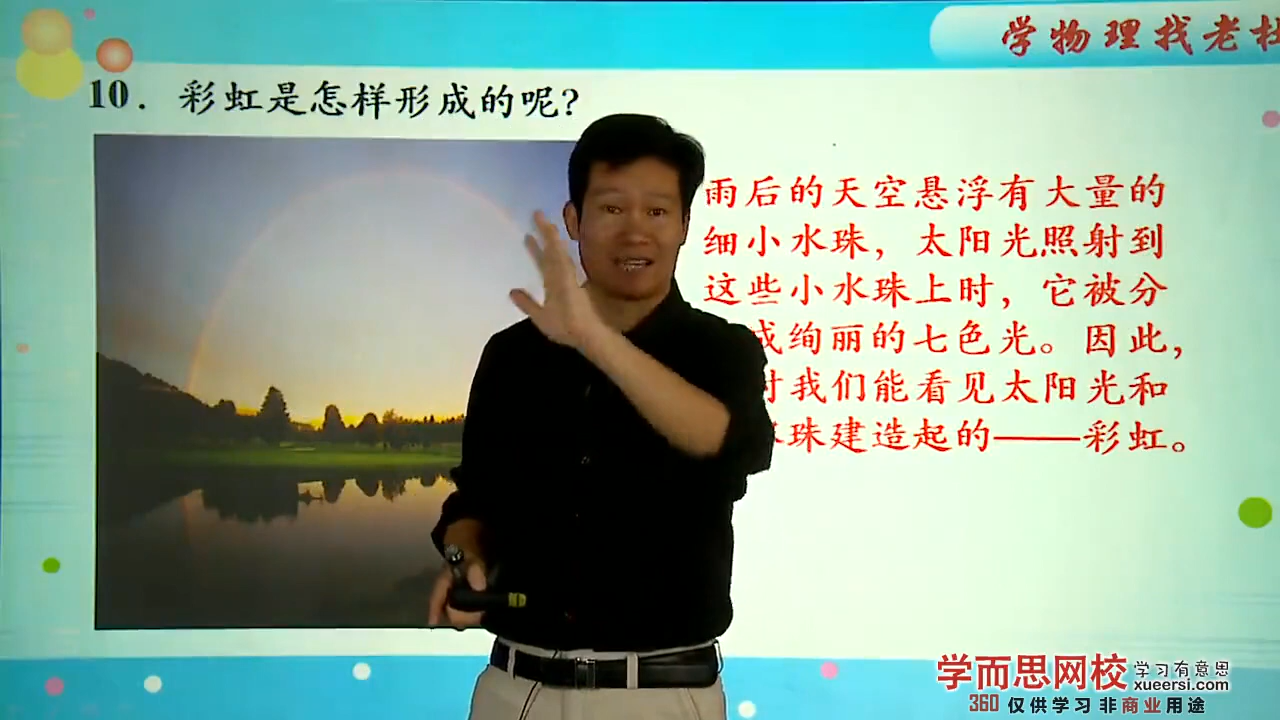 学物理找老杜
10. 彩虹是怎样形成的呢?
雨后的天空悬浮有大量的
细小水珠，太阳光照射到
这些小水珠上时，它被分
成绚丽的七色光。因此，
时我们能看见太阳光和
水珠建造起的——彩虹。
学而思网校 学习有意思
xueersi.com
360 仅供学习 非商业用途